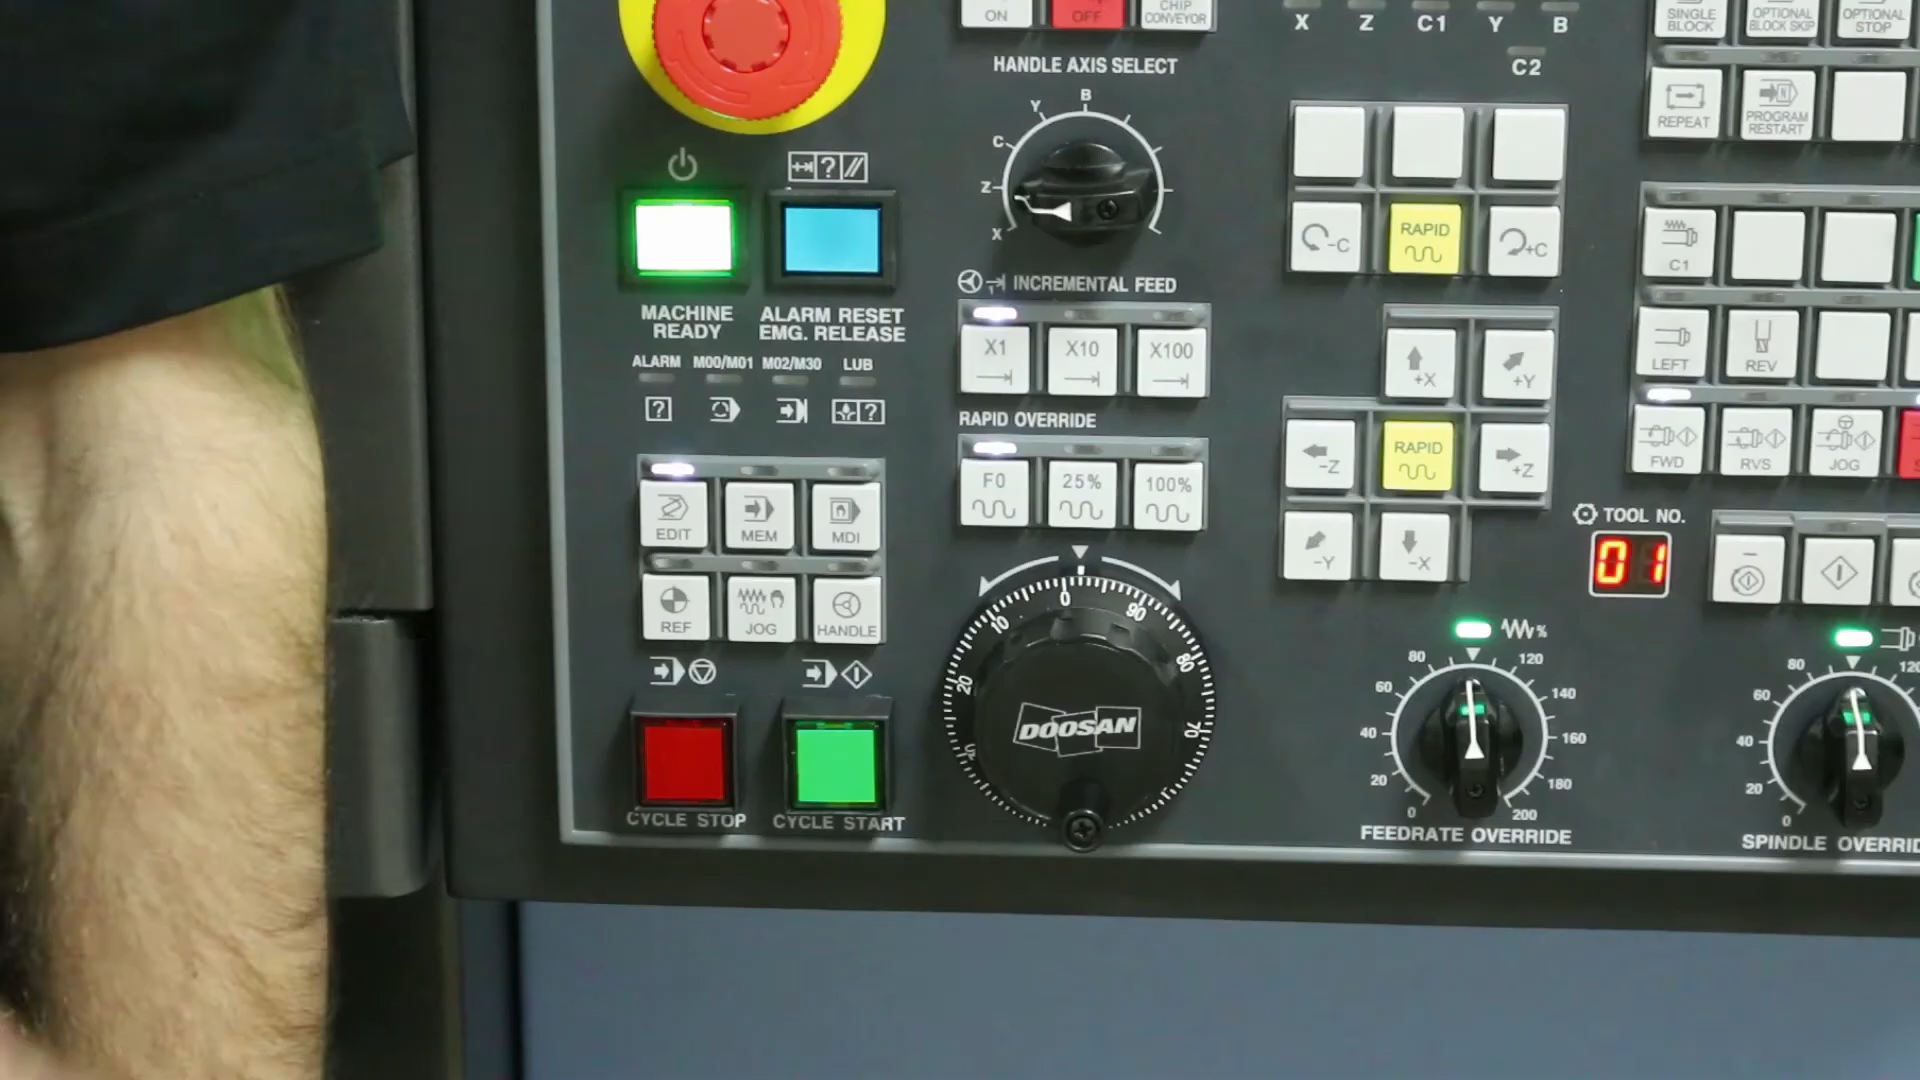 ON
OFF
CHIP
CONVEYOR
X Z C1 Y B
C2
SINGLE
BLOCK
OPTIONAL
BLOCK SKIP
OPTIONAL
STOP
HANDLE AXIS SELECT
B
Y
C
Z
X
REPEAT
PROGRAM
RESTART
N
-C
RAPID
+C
C1
MACHINE
READY
ALARM RESET
EMG. RELEASE
INCREMENTAL FEED
X1
X10
X100
ALARM M00/M01 M02/M30 LUB
? ?
+X
+Y
LEFT
REV
RAPID OVERRIDE
F0
25%
100%
-Z
RAPID
+Z
FWD
RVS
JOG
EDIT
MEM
MDI
-Y
-X
TOOL NO.
01
REF
JOG
HANDLE
0
10
20
90
80
70
DOOSAN
%
0 20 40 60 80 120 140 160 180 200
FEEDRATE OVERRIDE
0 20 40 60 80
SPINDLE
CYCLE STOP
CYCLE START